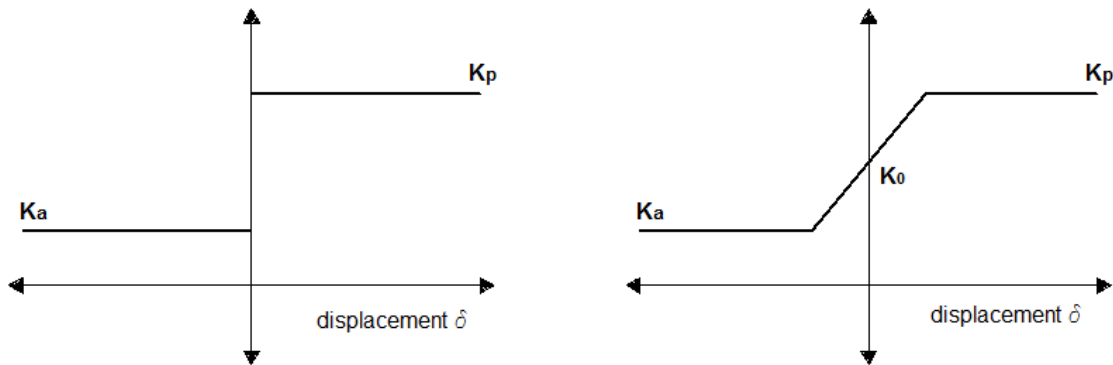 Kp
Ka
displacement δ
Kp
K0
Ka
displacement δ